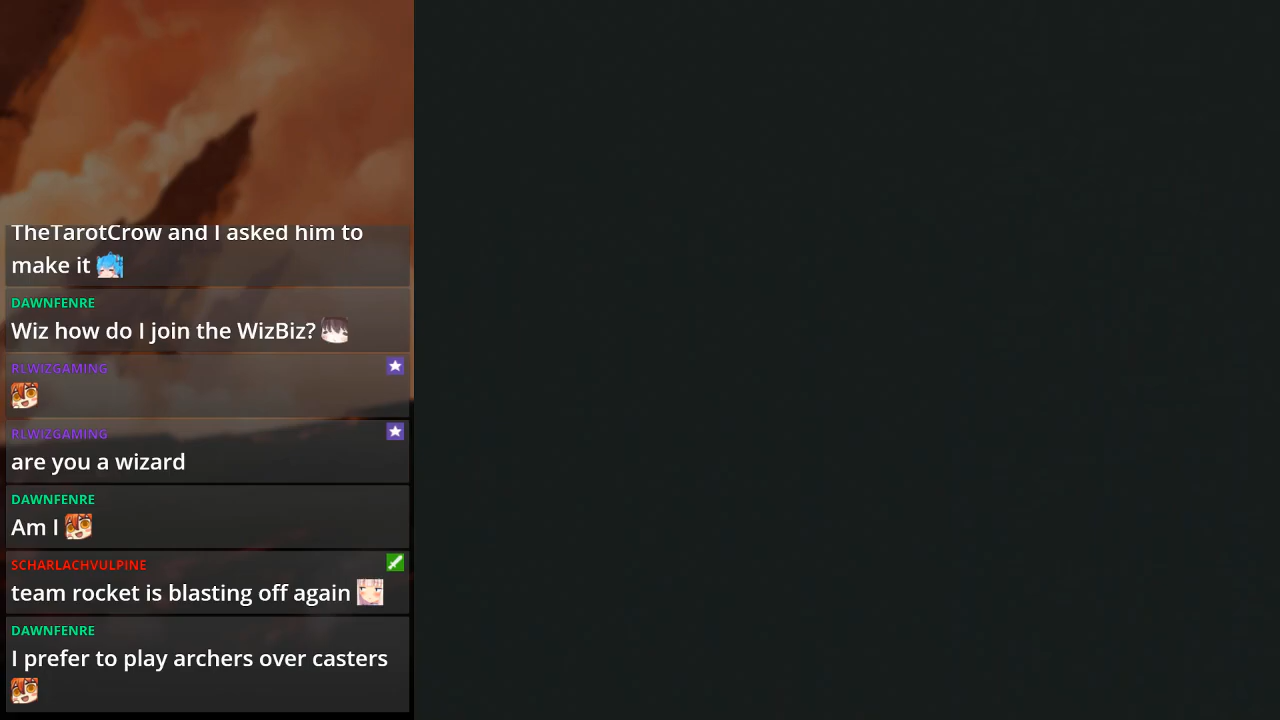 TheTarotCrow and I asked him to
make it
DAWNFENRE
Wiz how do I join the WizBiz?
RLWIZGAMING
RLWIZGAMING
are you a wizard
DAWNFENRE
Am I
SCHARLACHVULPINE
team rocket is blasting off again
DAWNFENRE
I prefer to play archers over casters